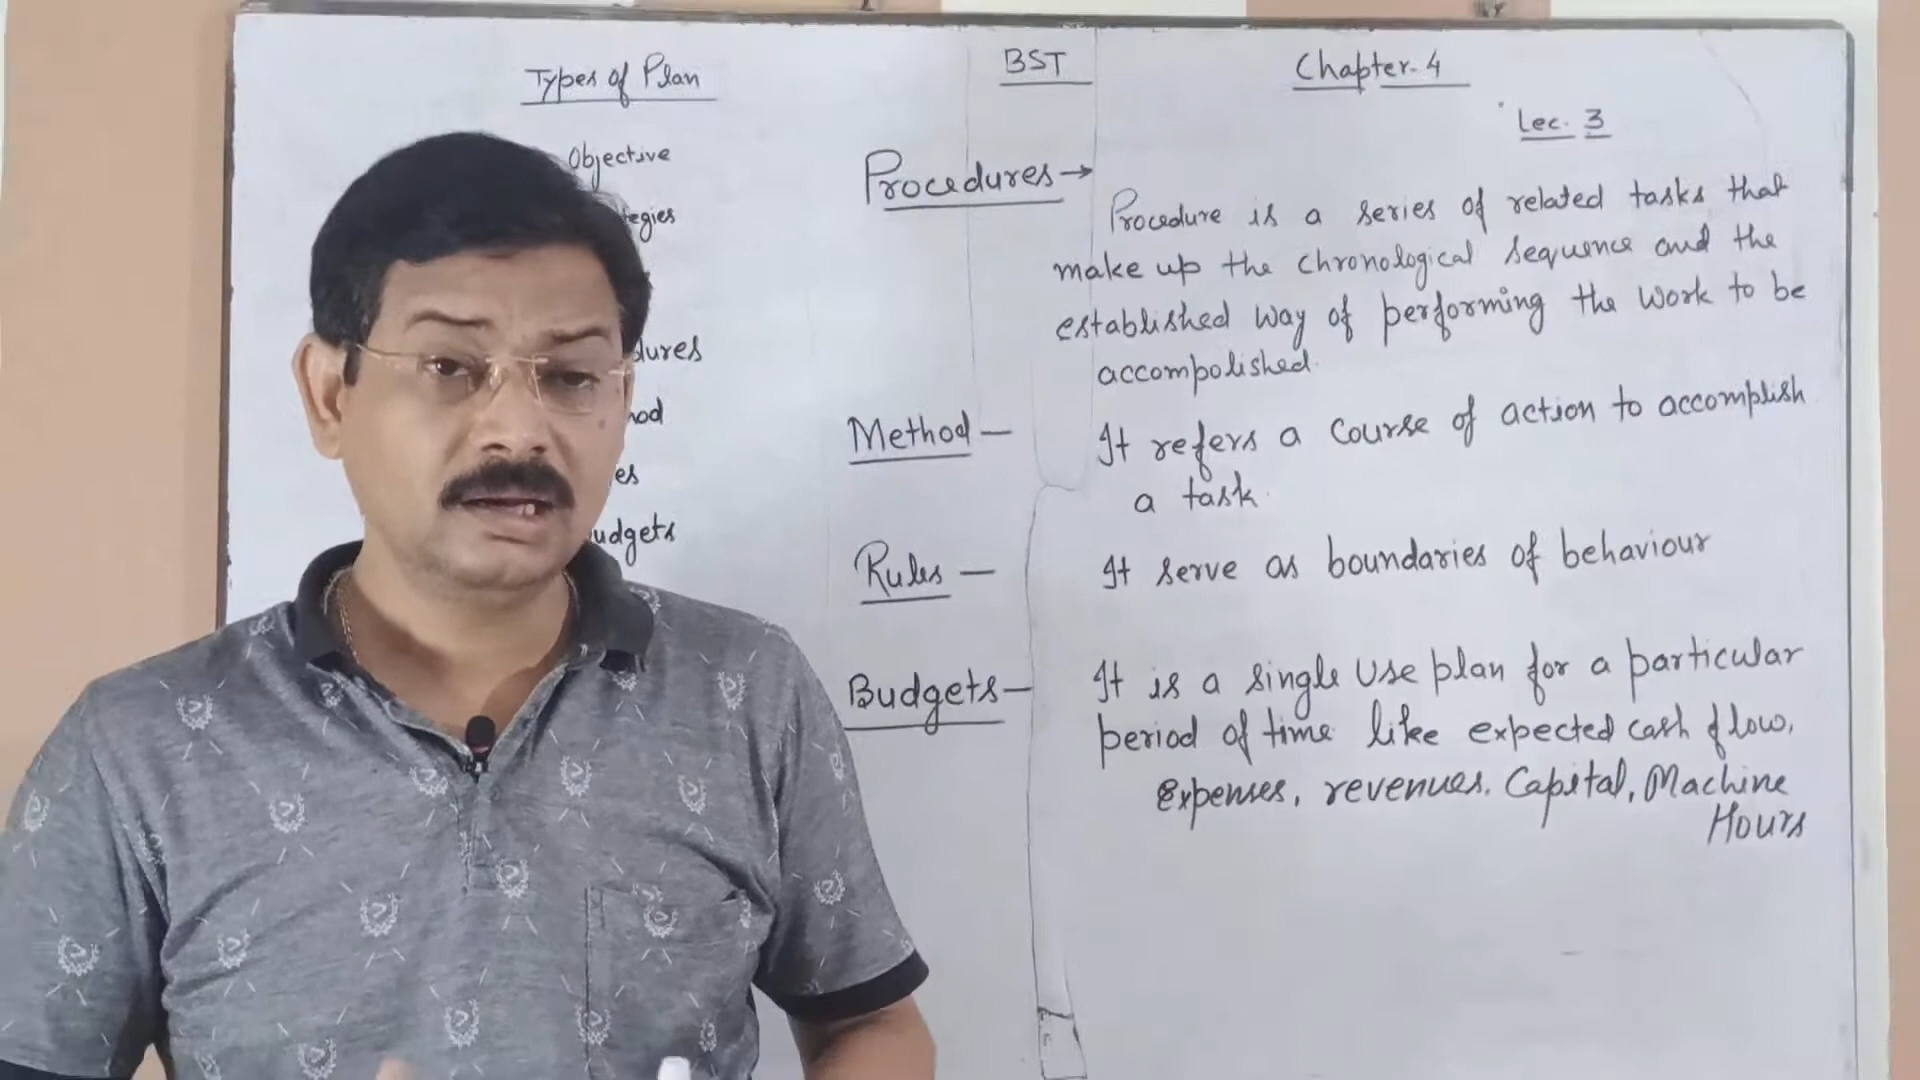 Types of Plan
Objective
tegies
dures
hod
es
udgets
BST
Chapter-4
Lec. 3
Procedures→
Procedure is a series of related tasks that
make up the chronological sequence and the
established way of performing the work to be
accompolished.
Method — It refers a course of action to accomplish
a task.
Rules — It serve as boundaries of behaviour
Budgets— It is a single use plan for a particular
period of time like expected cash flow,
expenses, revenues, Capital, Machine
Hours